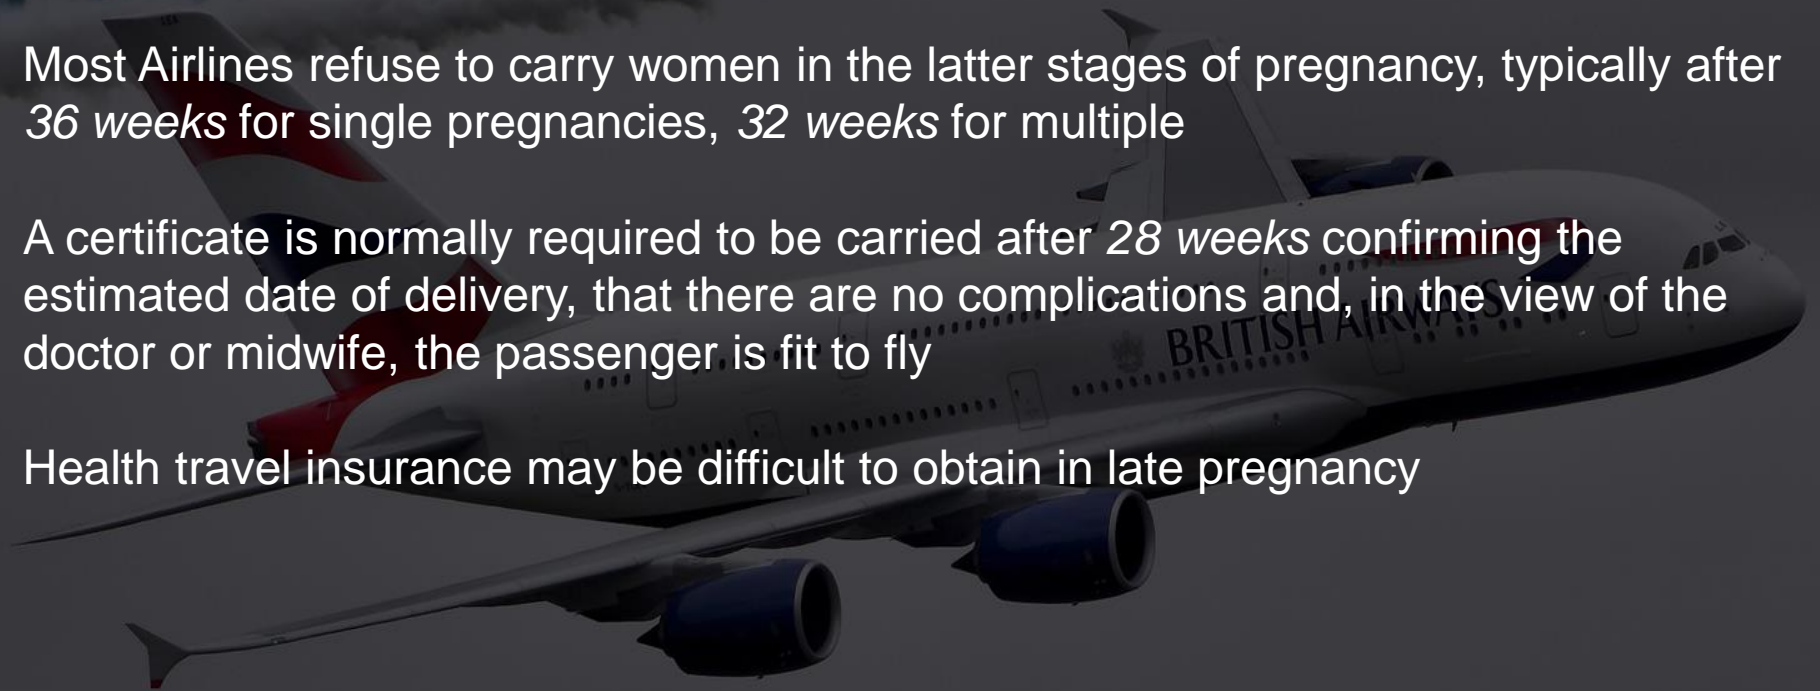 Most Airlines refuse to carry women in the latter stages of pregnancy, typically after
36 weeks for single pregnancies, 32 weeks for multiple
A certificate is normally required to be carried after 28 weeks confirming the
estimated date of delivery, that there are no complications and, in the view of the
doctor or midwife, the passenger is fit to fly
Health travel insurance may be difficult to obtain in late pregnancy
BRITISH AIRWAYS